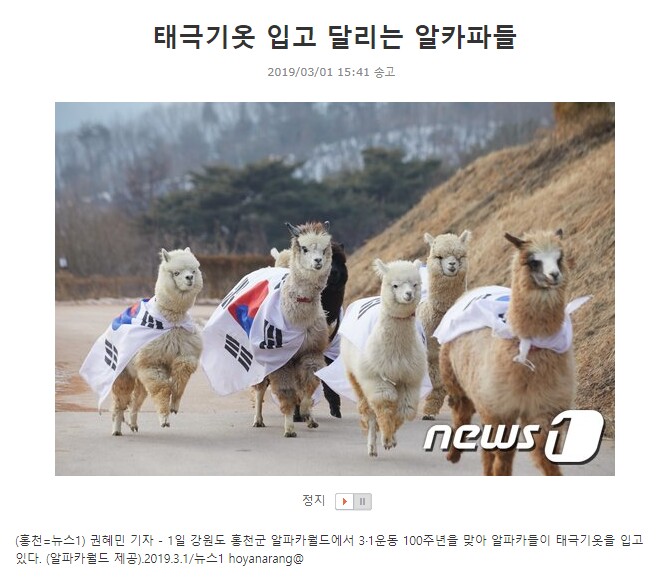 태극기옷 입고 달리는 알카파들
2019/03/01 15:41 송고
news1
정지
(홍천=뉴스1) 권혜민 기자 - 1일 강원도 홍천군 알파카월드에서 3·1운동 100주년을 맞아 알파카들이 태극기옷을 입고
있다. (알파카월드 제공).2019.3.1/뉴스1 hoyanarang@